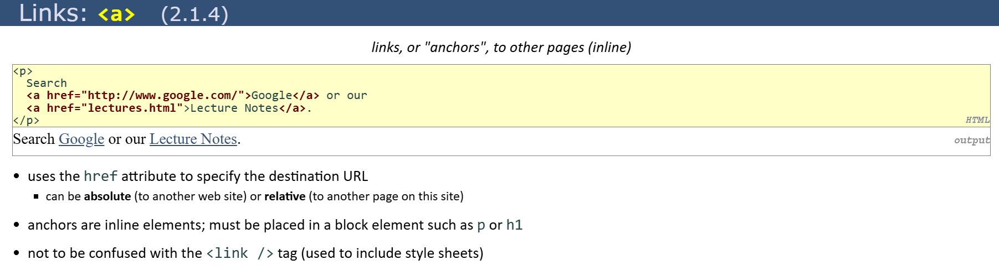 Links: <a> (2.1.4)
links, or "anchors", to other pages (inline)
<p>
  Search
  <a href="http://www.google.com/">Google</a> or our
  <a href="lectures.html">Lecture Notes</a>.
</p>
HTML
Search Google or our Lecture Notes.
output
• uses the href attribute to specify the destination URL
▪ can be absolute (to another web site) or relative (to another page on this site)
• anchors are inline elements; must be placed in a block element such as p or h1
• not to be confused with the <link /> tag (used to include style sheets)